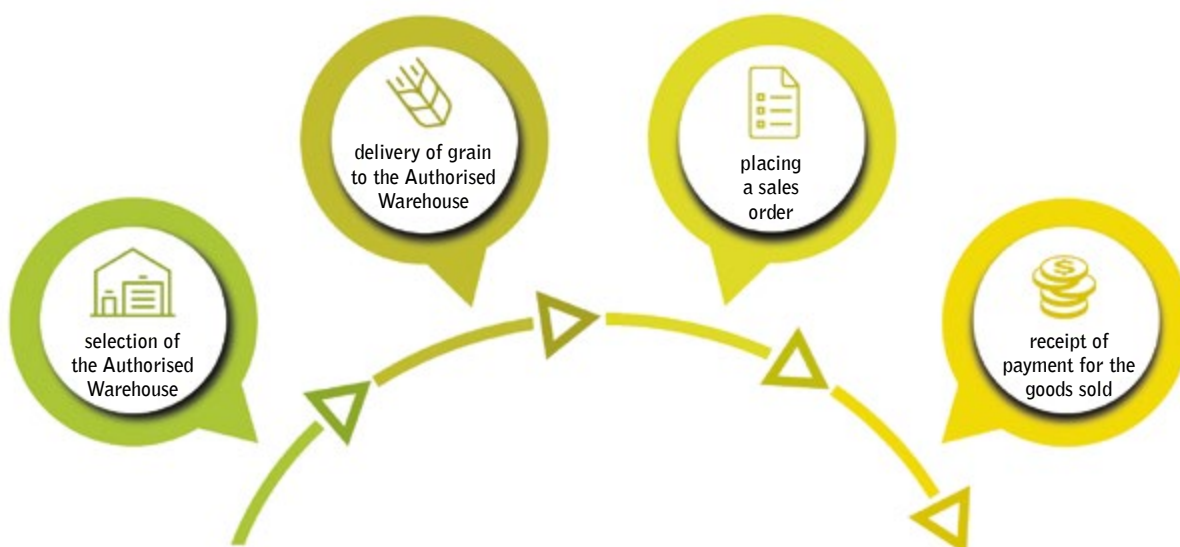 selection of
the Authorised
Warehouse
delivery of grain
to the Authorised
Warehouse
placing
a sales
order
$
receipt of
payment for the
goods sold